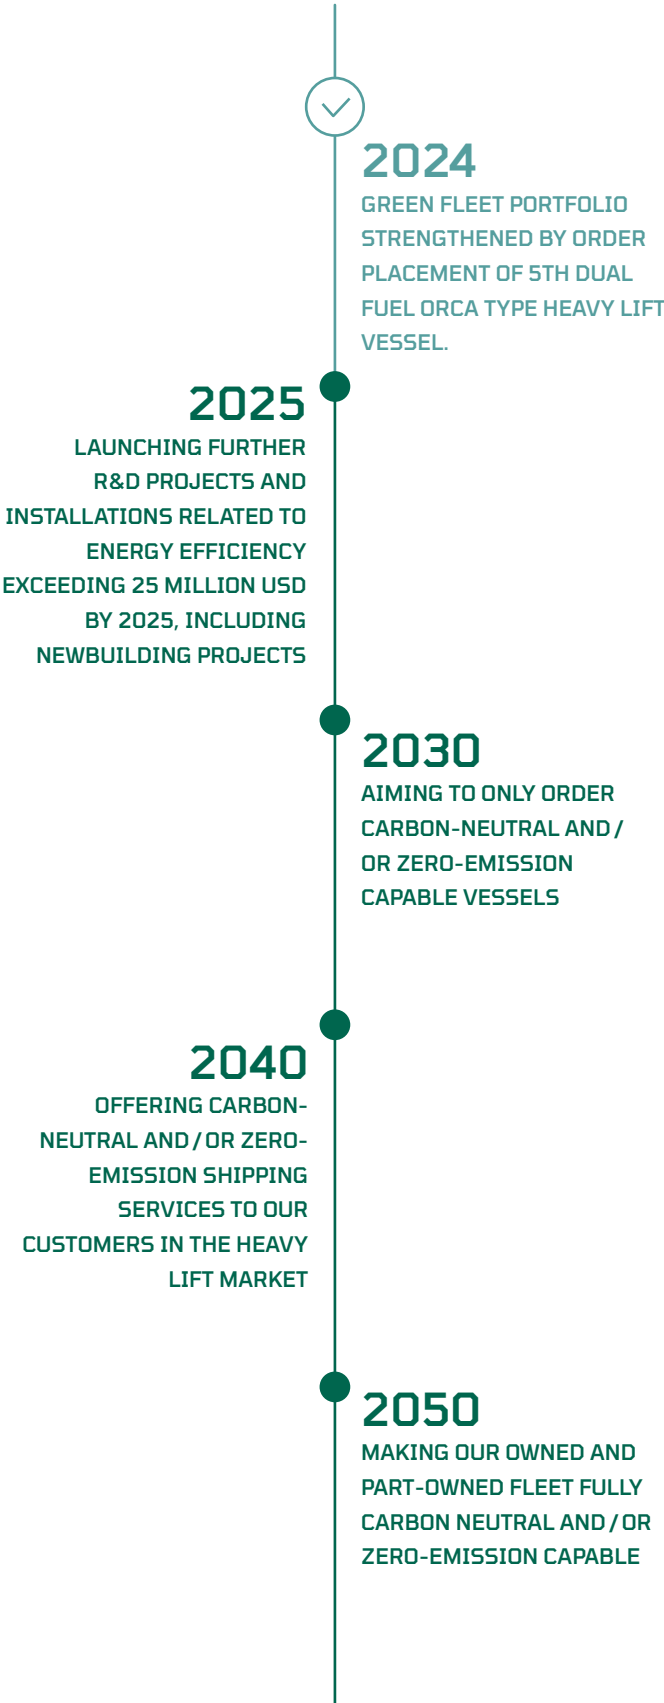 2024
GREEN FLEET PORTFOLIO
STRENGTHENED BY ORDER
PLACEMENT OF 5TH DUAL
FUEL ORCA TYPE HEAVY LIFT
VESSEL.
2025
LAUNCHING FURTHER
R&D PROJECTS AND
INSTALLATIONS RELATED TO
ENERGY EFFICIENCY
EXCEEDING 25 MILLION USD
BY 2025, INCLUDING
NEWBUILDING PROJECTS
2030
AIMING TO ONLY ORDER
CARBON-NEUTRAL AND/
OR ZERO-EMISSION
CAPABLE VESSELS
2040
OFFERING CARBON-
NEUTRAL AND/OR ZERO-
EMISSION SHIPPING
SERVICES TO OUR
CUSTOMERS IN THE HEAVY
LIFT MARKET
2050
MAKING OUR OWNED AND
PART-OWNED FLEET FULLY
CARBON NEUTRAL AND/OR
ZERO-EMISSION CAPABLE